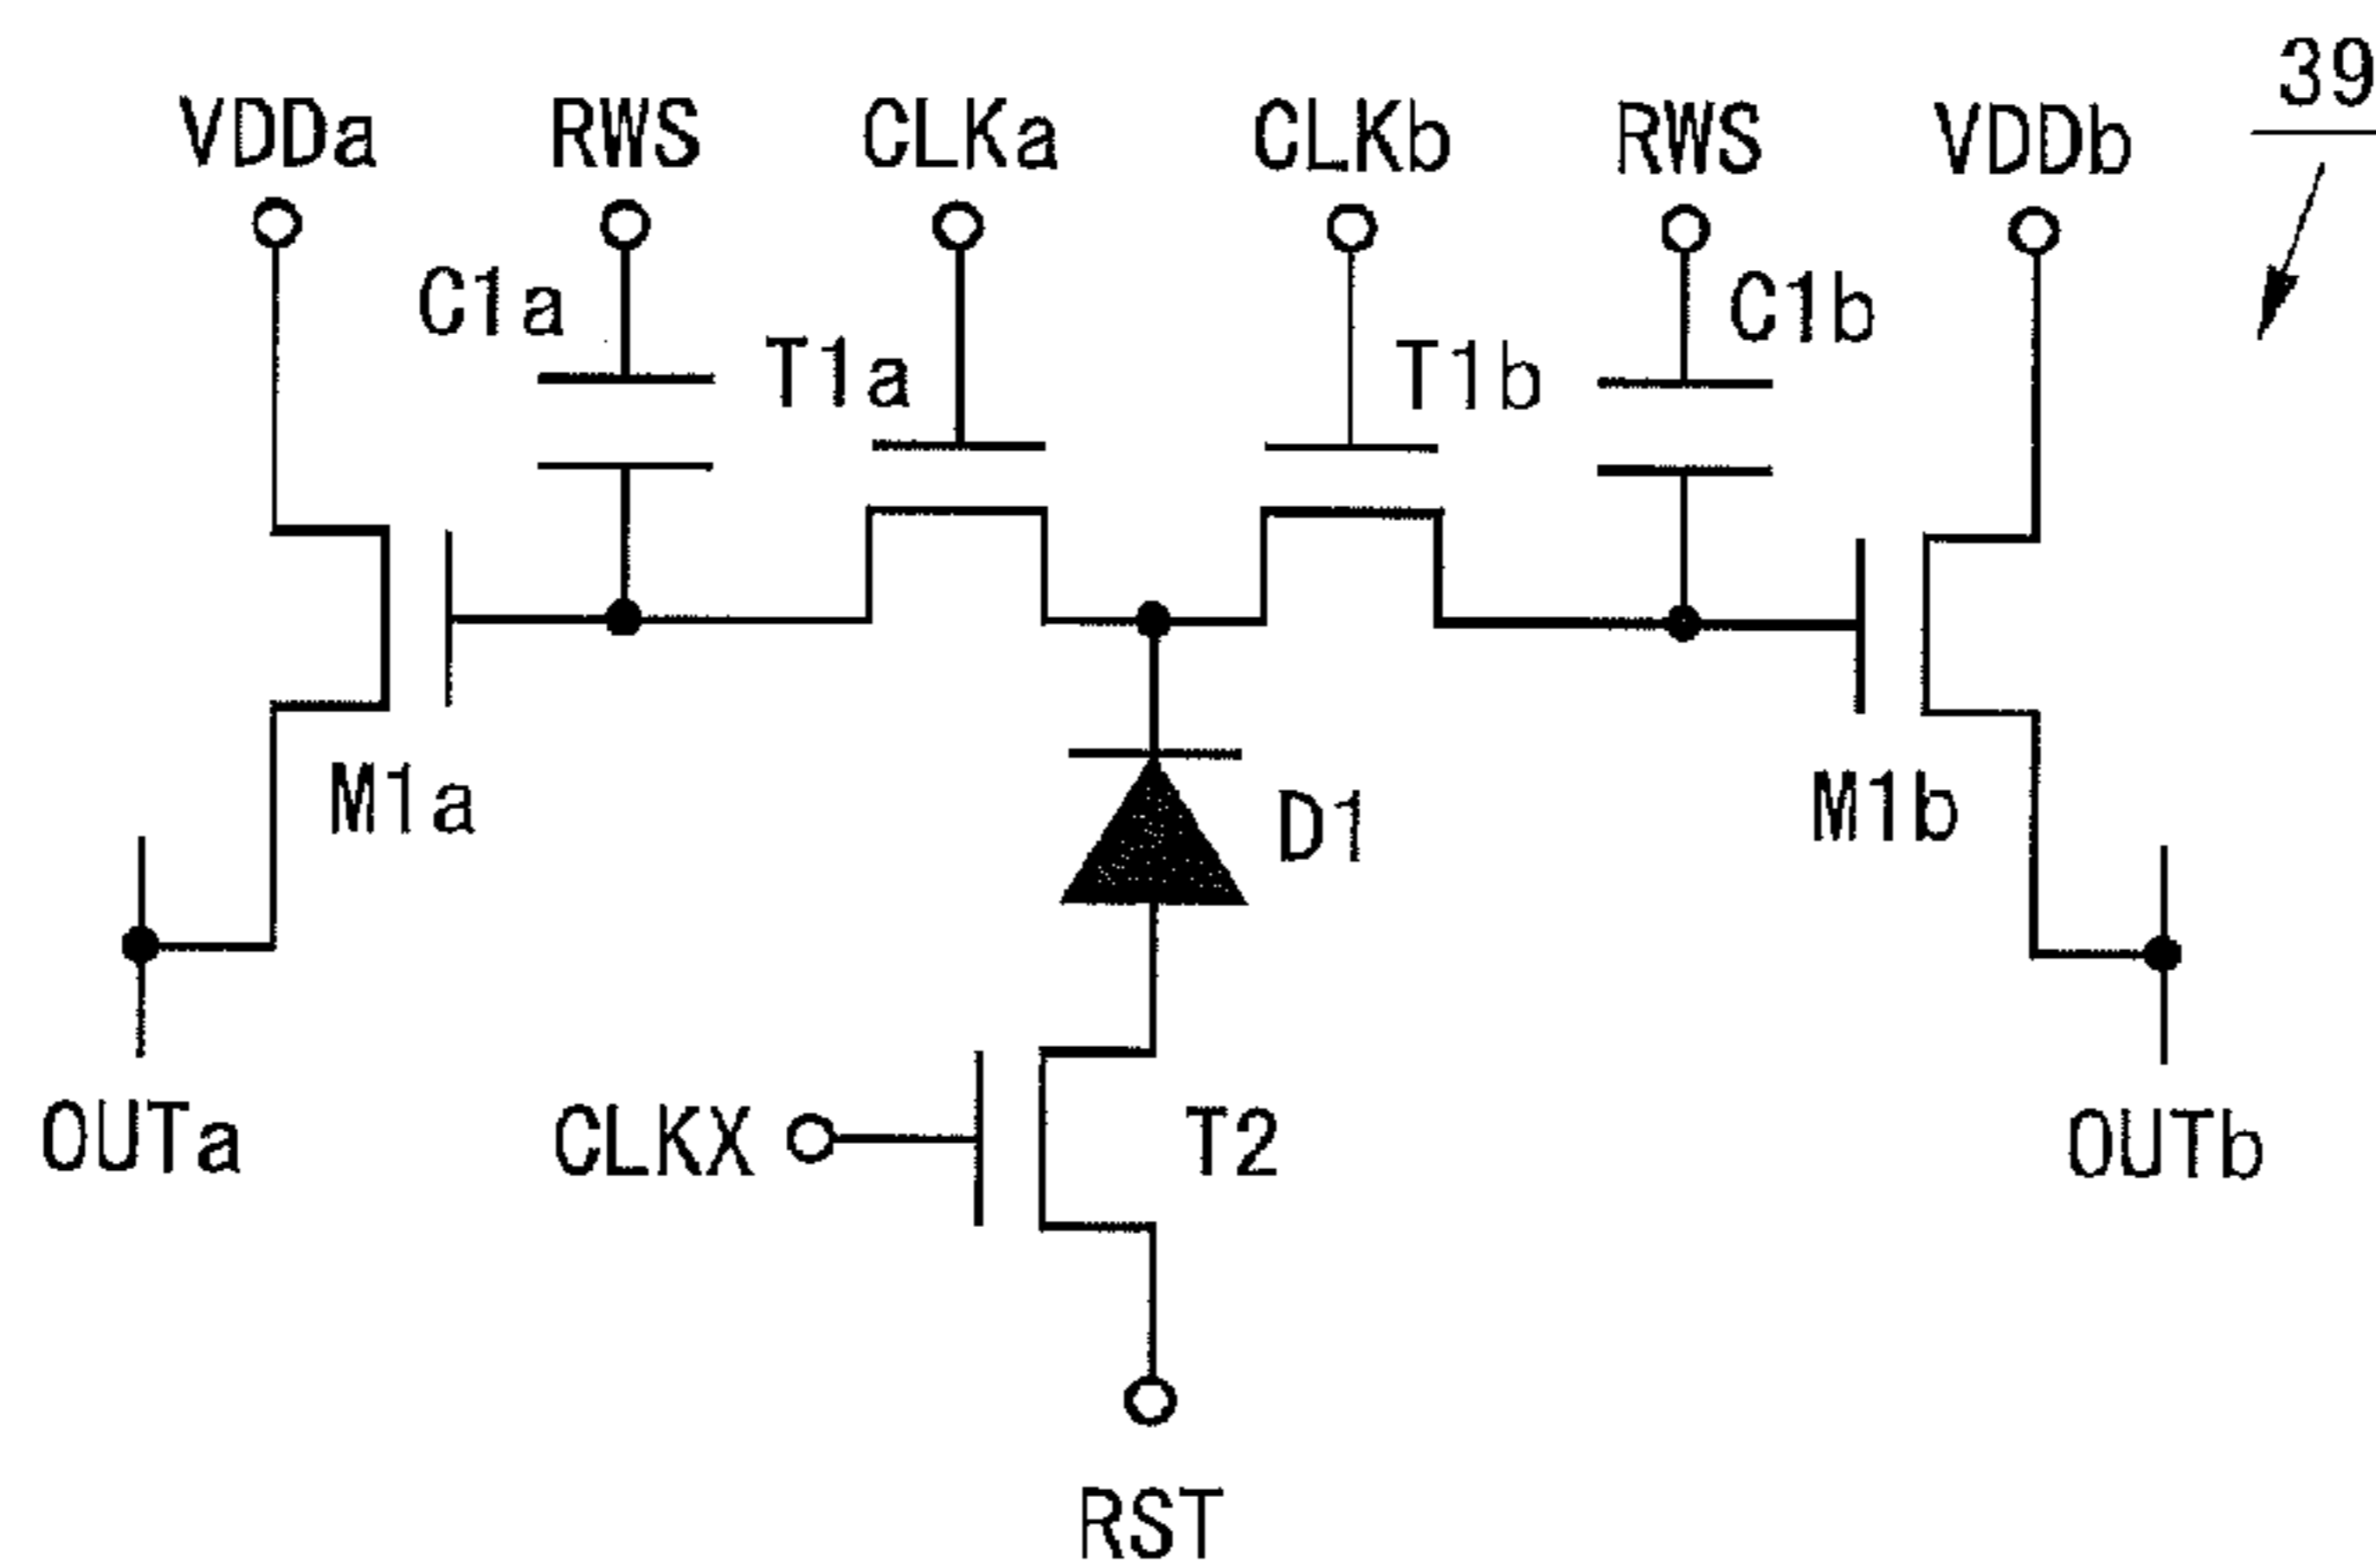 39
VDDa RWS CLKa CLKb RWS VDDb
C1a C1b
T1a T1b
M1a M1b
D1
OUTa CLKX T2 OUTb
RST